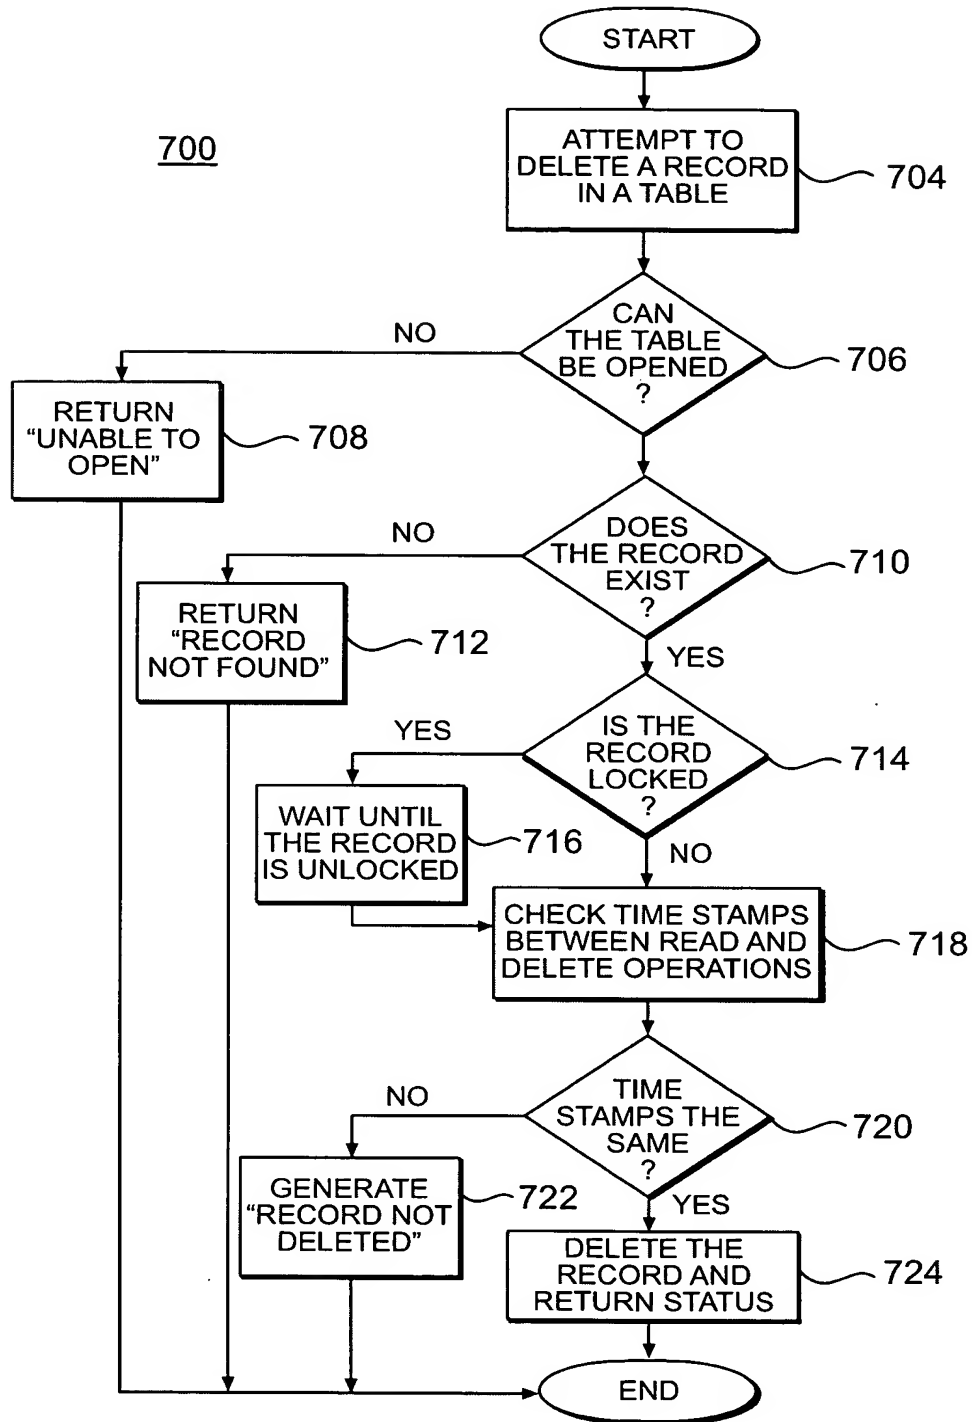 START
700
ATTEMPT TO
DELETE A RECORD
IN A TABLE
704
CAN
THE TABLE
BE OPENED
?
706
NO
RETURN
“UNABLE TO
OPEN”
708
DOES
THE RECORD
EXIST
?
710
NO
RETURN
“RECORD
NOT FOUND”
712
YES
IS THE
RECORD
LOCKED
?
714
YES
WAIT UNTIL
THE RECORD
IS UNLOCKED
716
NO
CHECK TIME STAMPS
BETWEEN READ AND
DELETE OPERATIONS
718
TIME
STAMPS THE
SAME
?
720
NO
GENERATE
“RECORD NOT
DELETED”
722
YES
DELETE THE
RECORD AND
RETURN STATUS
724
END